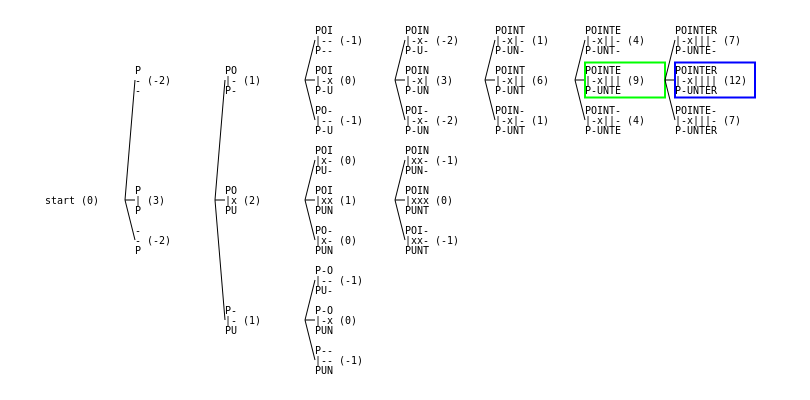 start (0)
P
- (-2)
-
P
| (3)
P
-
- (-2)
P
PO
|- (1)
P-
PO
|x (2)
PU
P-
|- (1)
PU
POI
|-- (-1)
P--
POI
|-x (0)
P-U
PO-
|-- (-1)
P-U
POI
|x- (0)
PU-
POI
|xx (1)
PUN
PO-
|x- (0)
PUN
P-O
|-- (-1)
PU-
P-O
|-x (0)
PUN
P--
|-- (-1)
PUN
POIN
|-x- (-2)
P-U-
POIN
|-x| (3)
P-UN
POI-
|-x- (-2)
P-UN
POIN
|xx- (-1)
PUN-
POIN
|xxx (0)
PUNT
POI-
|xx- (-1)
PUNT
POINT
|-x|- (1)
P-UN-
POINT
|-x|| (6)
P-UNT
POIN-
|-x|- (1)
P-UNT
POINTE
|-x||- (4)
P-UNT-
POINTE
|-x||| (9)
P-UNTE
POINT-
|-x||- (4)
P-UNTE
POINTER
|-x|||- (7)
P-UNTE-
POINTER
|-x|||| (12)
P-UNTER
POINTE-
|-x|||- (7)
P-UNTER